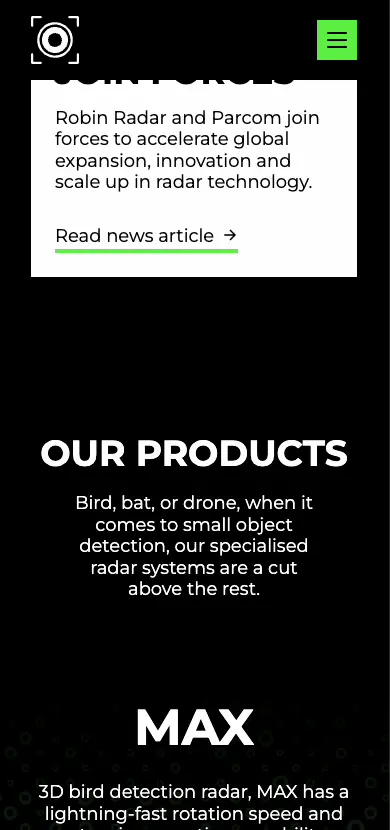 JOIN FORCES
Robin Radar and Parcom join
forces to accelerate global
expansion, innovation and
scale up in radar technology.
Read news article →
OUR PRODUCTS
Bird, bat, or drone, when it
comes to small object
detection, our specialised
radar systems are a cut
above the rest.
MAX
3D bird detection radar, MAX has a
lightning-fast rotation speed and